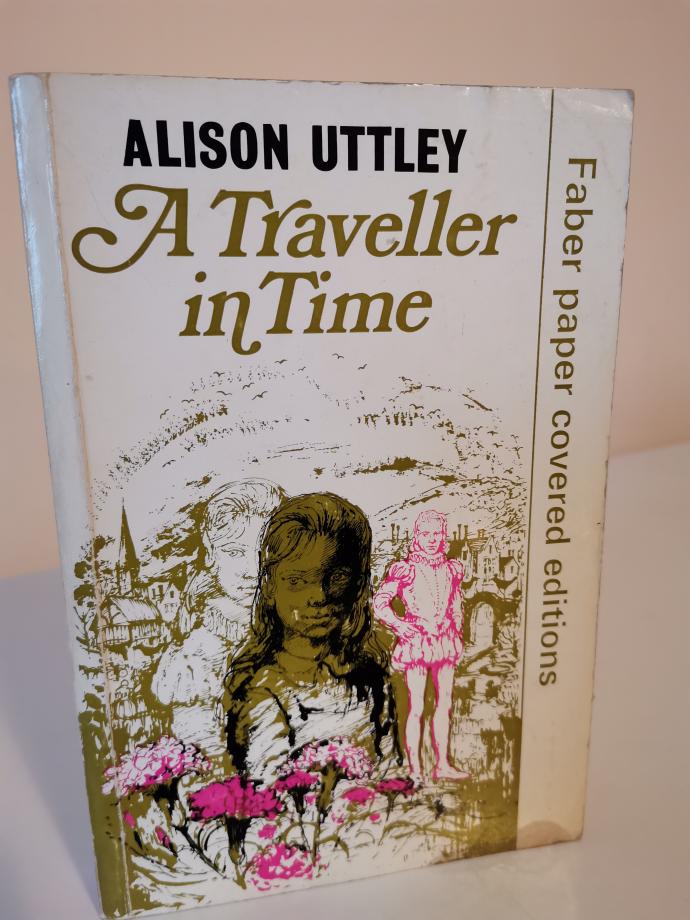 ALISON UTTLEY
A Traveller
in Time
Faber paper covered editions